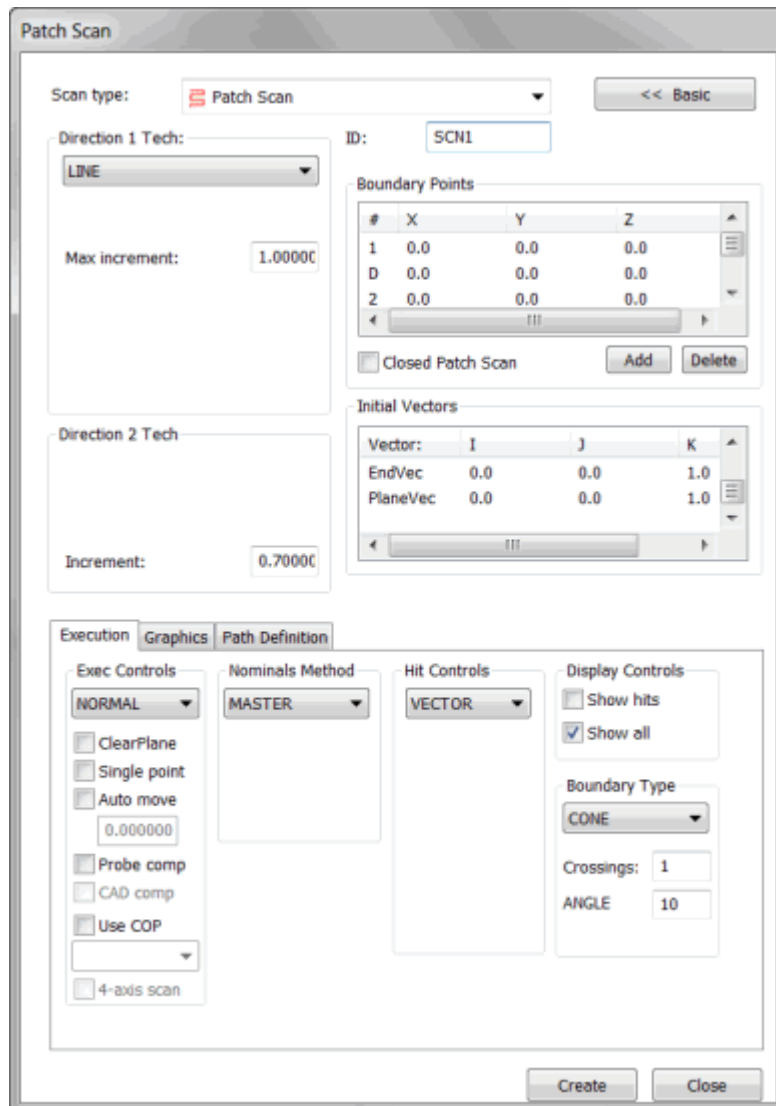 Patch Scan
Scan type: Patch Scan << Basic
Direction 1 Tech:
LINE
Max increment: 1.00000
ID: SCN1
Boundary Points
# X Y Z
1 0.0 0.0 0.0
D 0.0 0.0 0.0
2 0.0 0.0 0.0
Closed Patch Scan Add Delete
Direction 2 Tech
Increment: 0.70000
Initial Vectors
Vector: I J K
EndVec 0.0 0.0 1.0
PlaneVec 0.0 0.0 1.0
Execution Graphics Path Definition
Exec Controls
NORMAL
ClearPlane
Single point
Auto move
0.000000
Probe comp
CAD comp
Use COP
4-axis scan
Nominals Method
MASTER
Hit Controls
VECTOR
Display Controls
Show hits
Show all
Boundary Type
CONE
Crossings: 1
ANGLE 10
Create Close